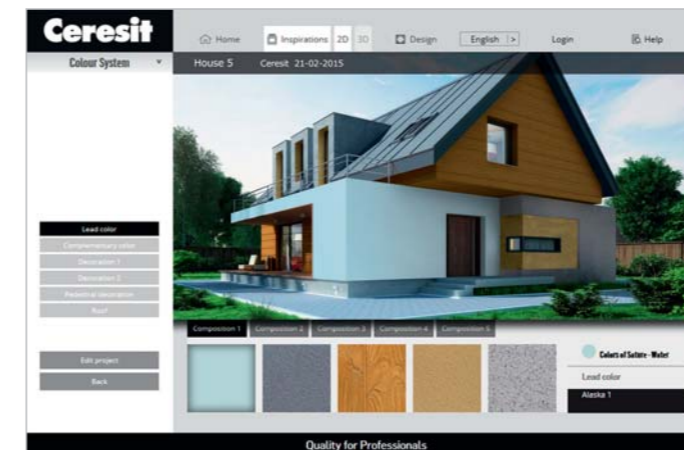 Ceresit
Home Inspirations 2D 3D Design English > Login Help
Colour System
House 5 Ceresit 21-02-2015
Lead color
Complementary color
Decoration 1
Decoration 2
Pedestral decoration
Roof
Edit project
Back
Composition 1 Composition 2 Composition 3 Composition 4 Composition 5
Colors of Nature - Water
Lead color
Alaska 1
Quality for Professionals